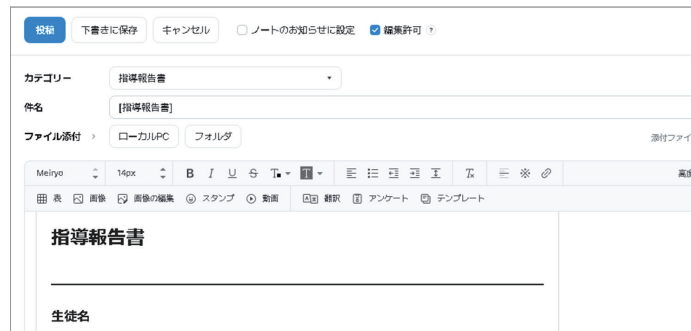 投稿 下書きに保存 キャンセル ノートのお知らせに設定 編集許可 ?
カテゴリー 指導報告書
件名 [指導報告書]
ファイル添付 ローカルPC フォルダ 添付ファイ
Meiryo 14px B I U S T T Tx 高度
表 画像 画像の編集 スタンプ 動画 翻訳 アンケート テンプレート
指導報告書
生徒名